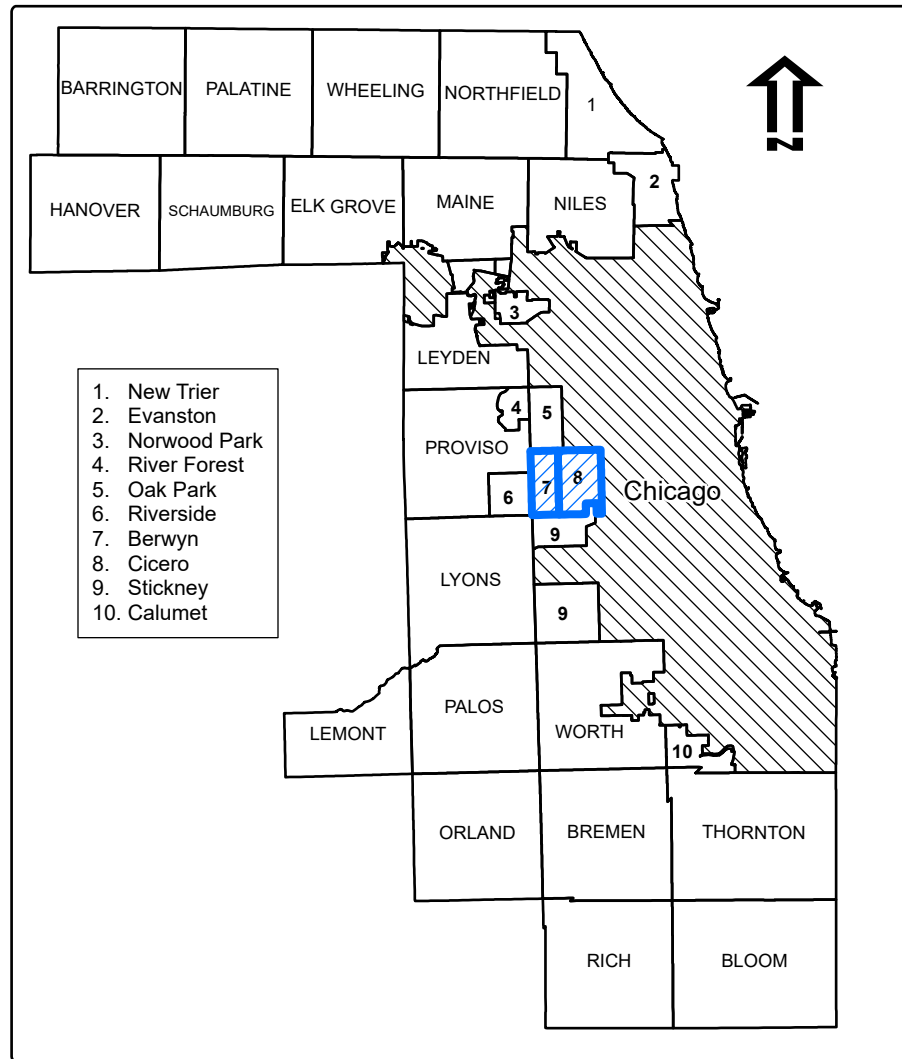 BARRINGTON PALATINE WHEELING NORTHFIELD 1
N
HANOVER SCHAUMBURG ELK GROVE MAINE NILES 2
3
LEYDEN
1. New Trier
2. Evanston
3. Norwood Park
4. River Forest
5. Oak Park
6. Riverside
7. Berwyn
8. Cicero
9. Stickney
10. Calumet
4 5
PROVISO
6 7 8 Chicago
9
LYONS
9
PALOS
LEMONT WORTH
10
ORLAND BREMEN THORNTON
RICH BLOOM